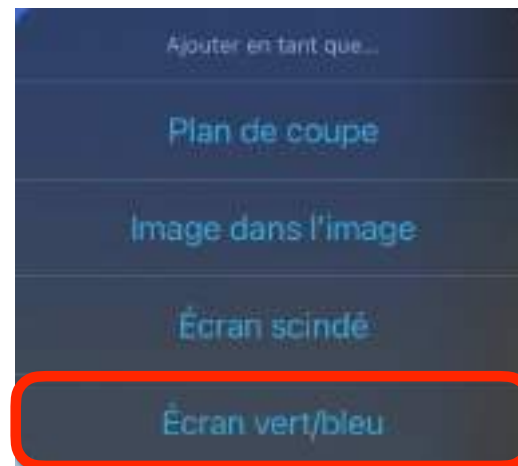 Ajouter en tant que...
Plan de coupe
Image dans l'image
Écran scindé
Écran vert/bleu